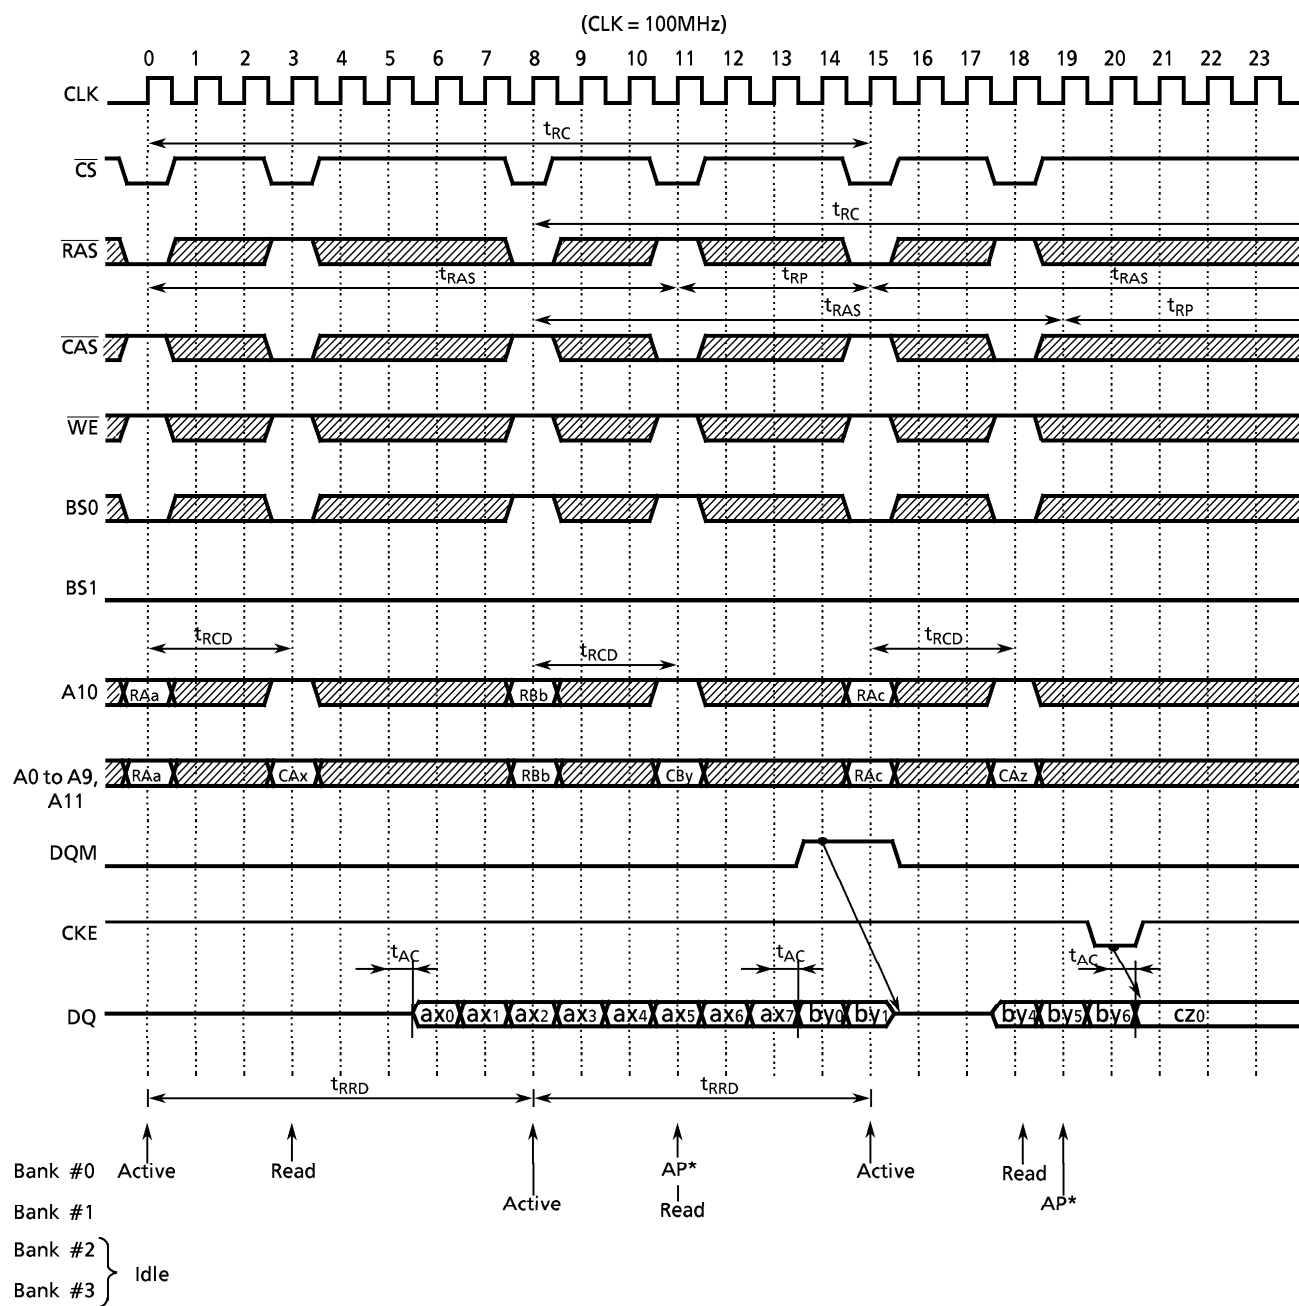 (CLK = 100MHz)
0 1 2 3 4 5 6 7 8 9 10 11 12 13 14 15 16 17 18 19 20 21 22 23
CLK
tRC
CS
tRC
RAS
tRAS tRP tRAS
tRAS tRP
CAS
WE
BS0
BS1
tRCD tRCD tRCD
A10 RAa RBb RAc
A0 to A9, RAa CAx RBb CBy RAc CAz
A11
DQM
CKE
tAC tAC tAC
DQ ax0 ax1 ax2 ax3 ax4 ax5 ax6 ax7 by0 by1 by4 by5 by6 cz0
tRRD tRRD
Bank #0 Active Read AP* Active Read
Bank #1 Active Read AP*
Bank #2
Idle
Bank #3